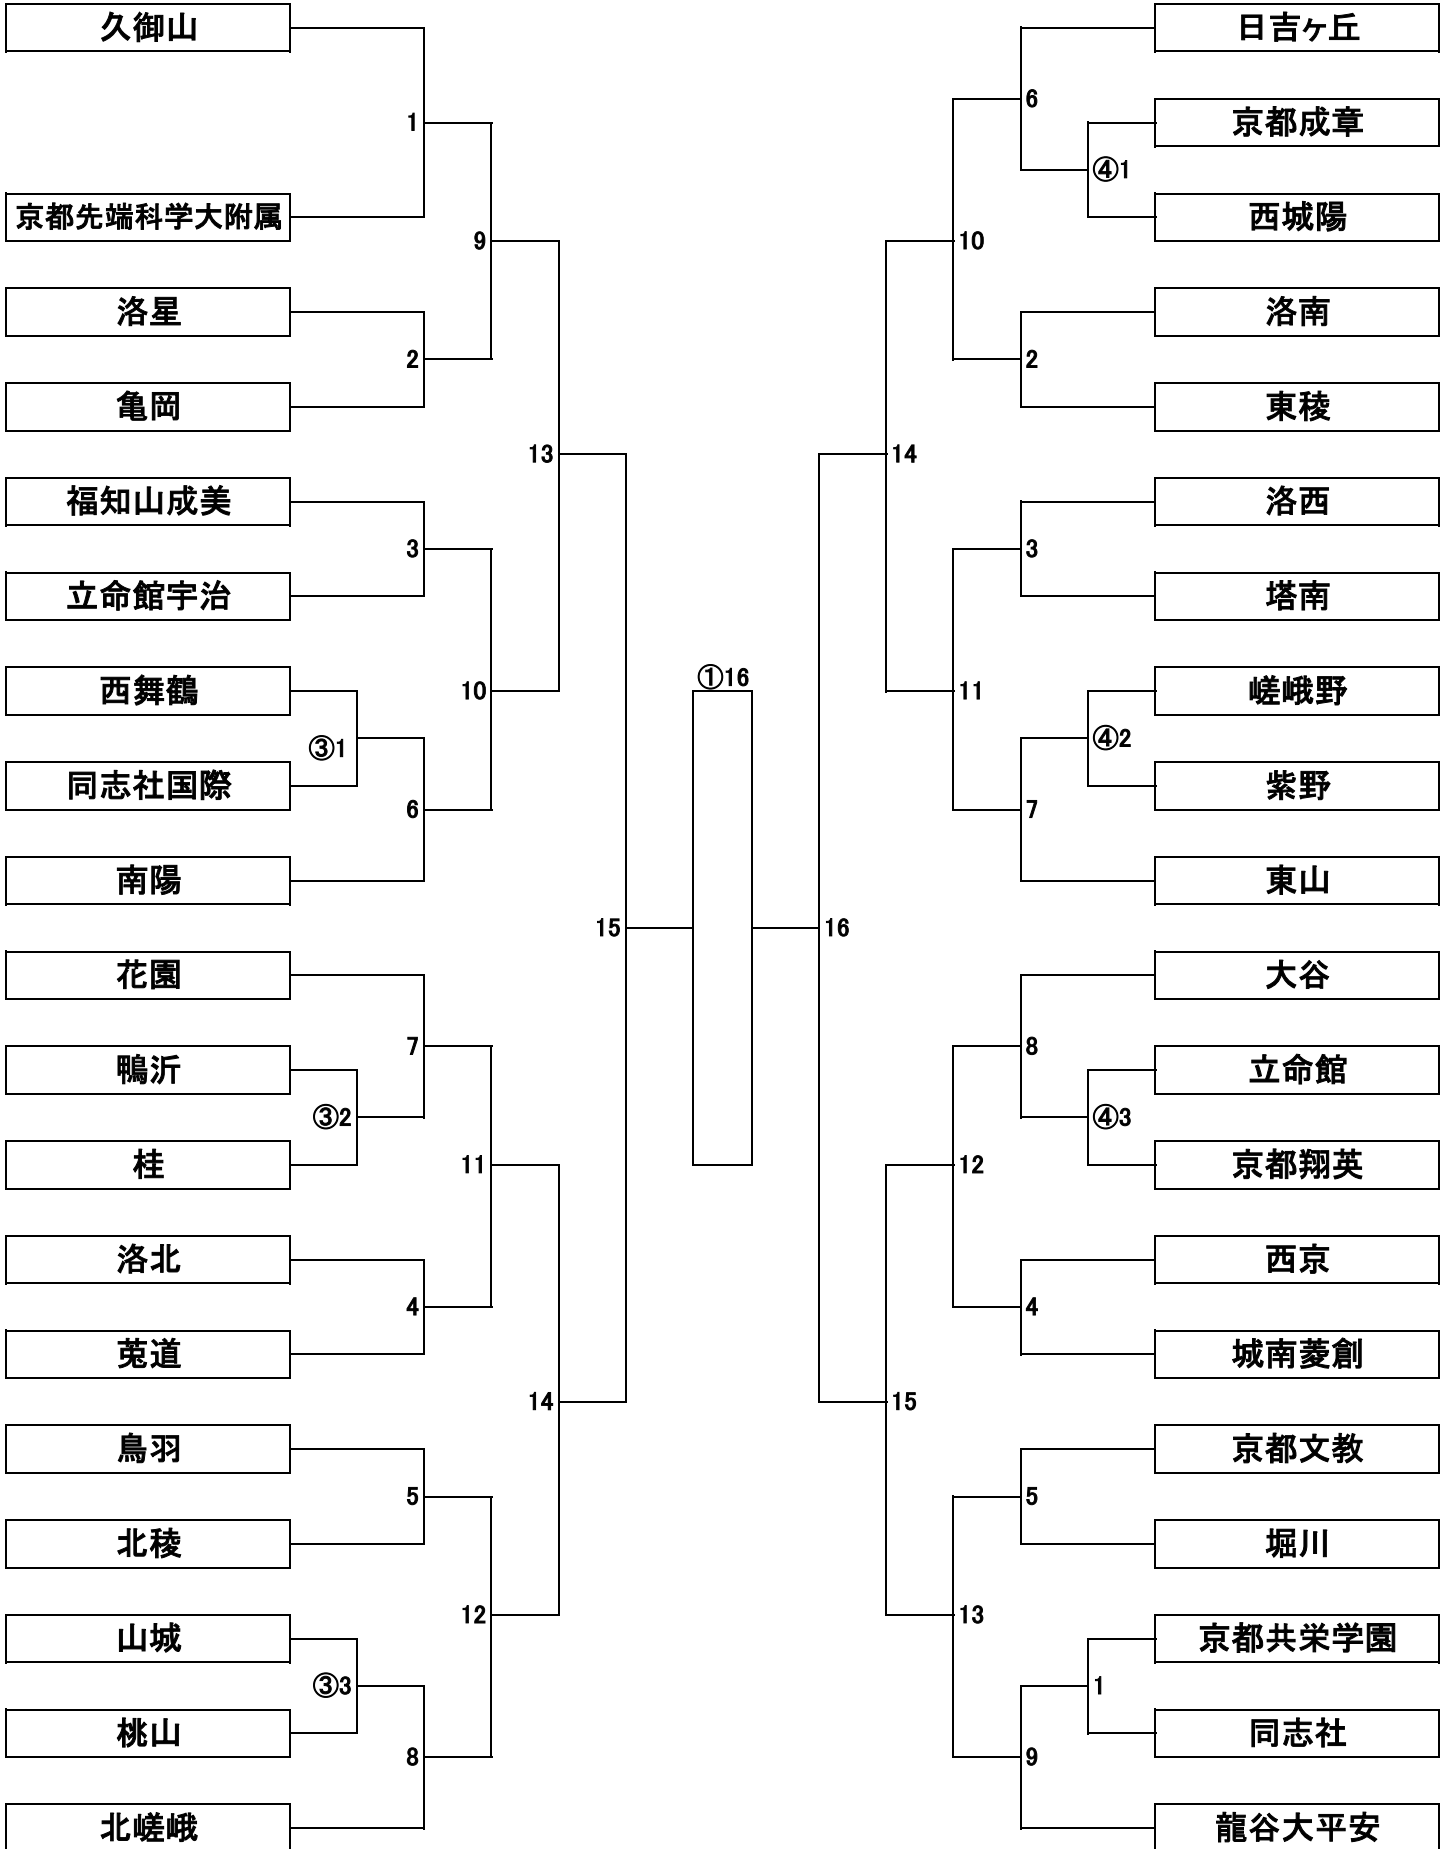 久御山
1
京都先端科学大附属
9
洛星
2
亀岡
13
福知山成美
3
立命館宇治
10
西舞鶴
③1
同志社国際
6
南陽
15
花園
7
鴨沂
③2
桂
11
洛北
4
莵道
14
鳥羽
5
北稜
12
山城
③3
桃山
8
北嵯峨
①16
日吉ヶ丘
6
京都成章
④1
西城陽
10
洛南
2
東稜
14
洛西
3
塔南
11
嵯峨野
④2
紫野
7
東山
16
大谷
8
立命館
④3
京都翔英
12
西京
4
城南菱創
15
京都文教
5
堀川
13
京都共栄学園
1
同志社
9
龍谷大平安